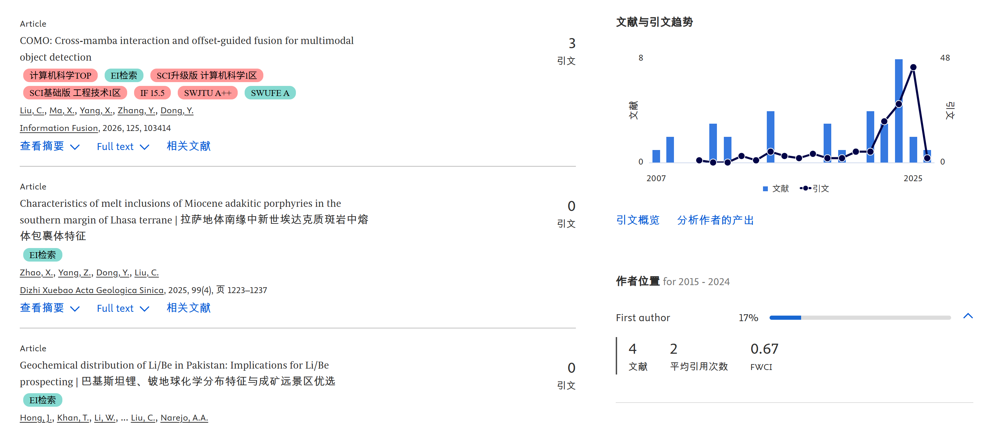 Article
COMO: Cross-mamba interaction and offset-guided fusion for multimodal
object detection
3
引文
计算机科学TOP EI检索 SCI升级版 计算机科学1区
SCI基础版 工程技术1区 IF 15.5 SWJTU A++ SWUFE A
Liu, C., Ma, X., Yang, X., Zhang, Y., Dong, Y.
Information Fusion, 2026, 125, 103414
查看摘要 Full text 相关文献
Article
Characteristics of melt inclusions of Miocene adakitic porphyries in the
southern margin of Lhasa terrane | 拉萨地体南缘中新世埃达克质斑岩中熔
体包裹体特征
0
引文
EI检索
Zhao, X., Yang, Z., Dong, Y., Liu, C.
Dizhi Xuebao Acta Geologica Sinica, 2025, 99(4), 页 1223–1237
查看摘要 Full text 相关文献
Article
Geochemical distribution of Li/Be in Pakistan: Implications for Li/Be
prospecting | 巴基斯坦锂、铍地球化学分布特征与成矿远景区优选
0
引文
EI检索
Hong, J., Khan, T., Li, W., ... Liu, C., Narejo, A.A.
文献与引文趋势
8
48
文献
引文
0
0
2007
2025
文献 引文
引文概览 分析作者的产出
作者位置 for 2015 - 2024
First author 17%
4 2 0.67
文献 平均引用次数 FWCI